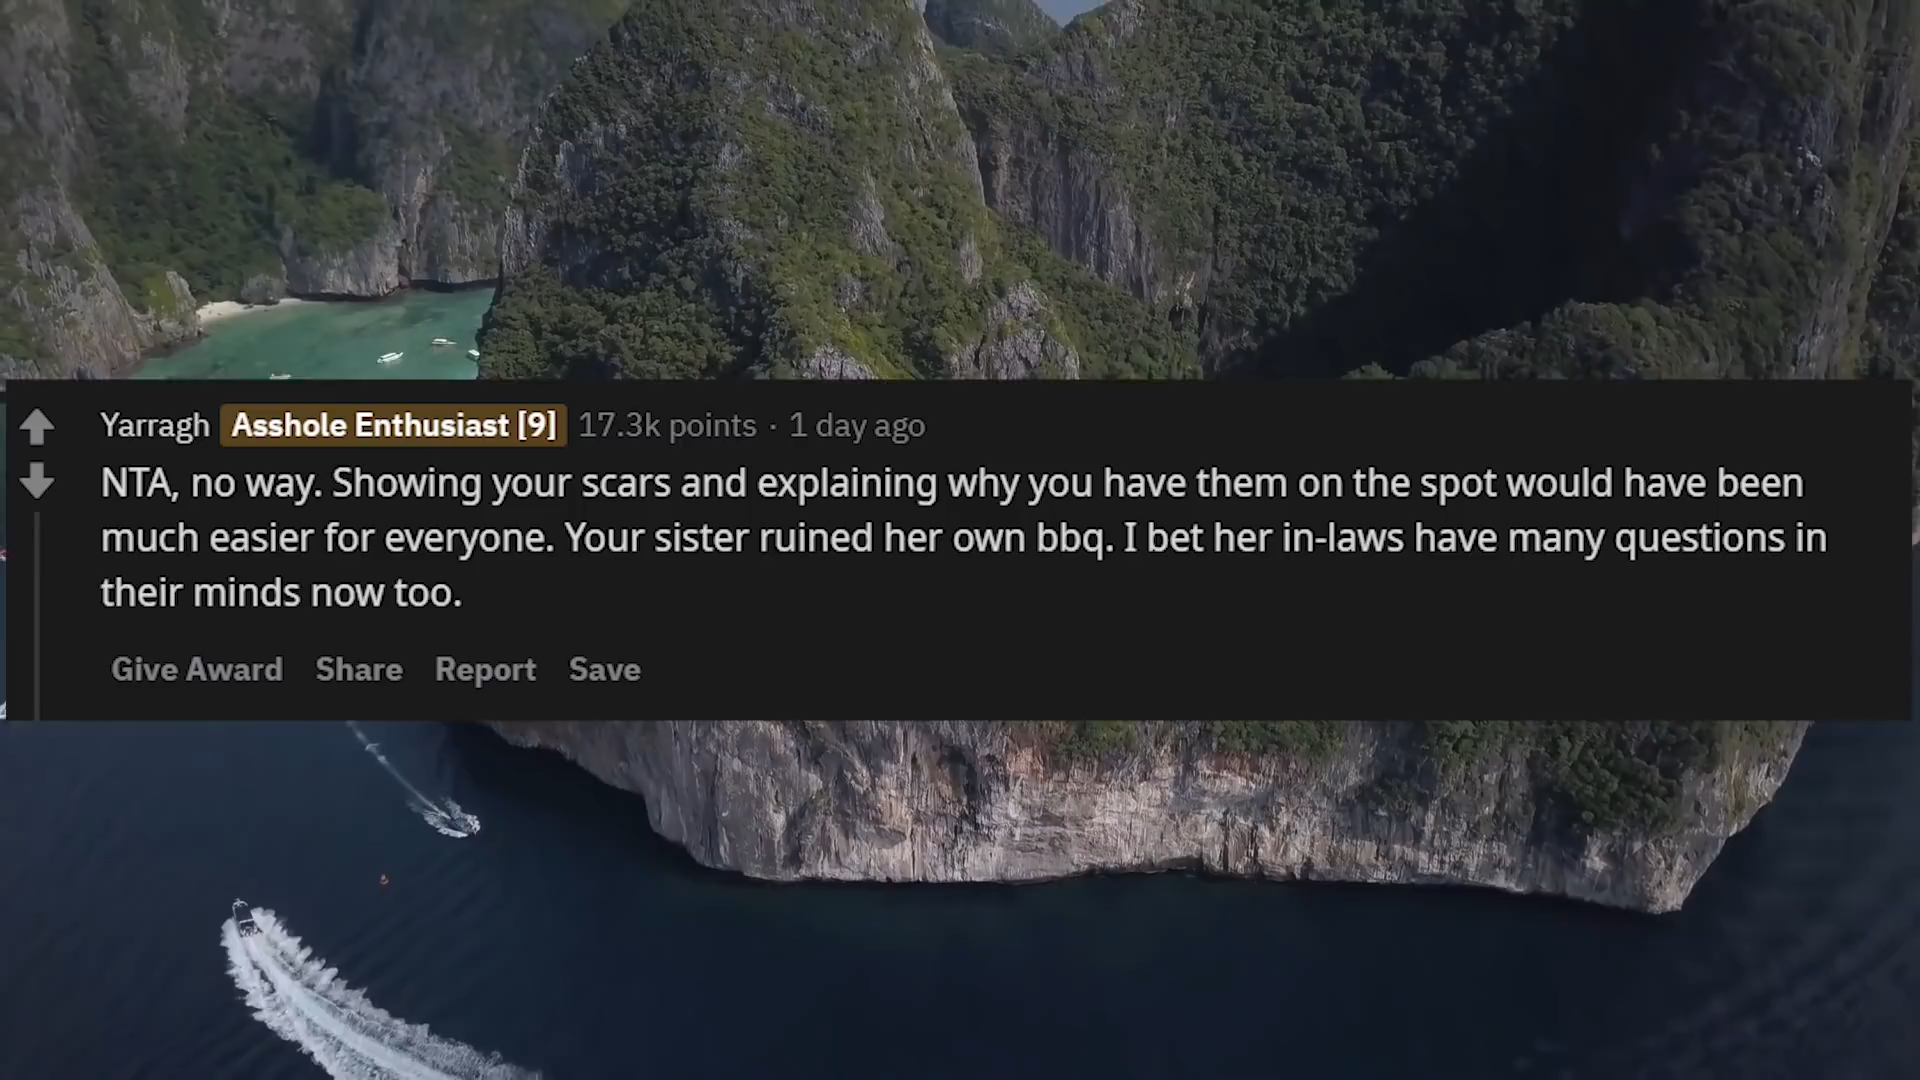 Yarragh Asshole Enthusiast [9] 17.3k points · 1 day ago
NTA, no way. Showing your scars and explaining why you have them on the spot would have been
much easier for everyone. Your sister ruined her own bbq. I bet her in-laws have many questions in
their minds now too.
Give Award Share Report Save